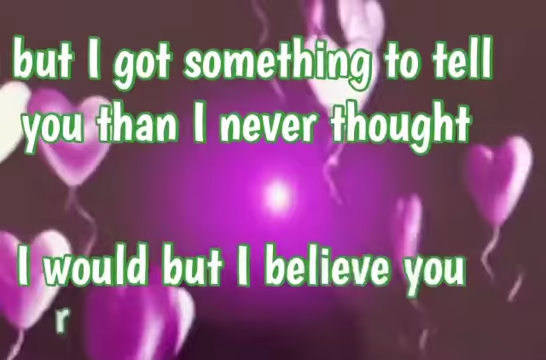 but I got something to tell
you than I never thought
I would but I believe you
r